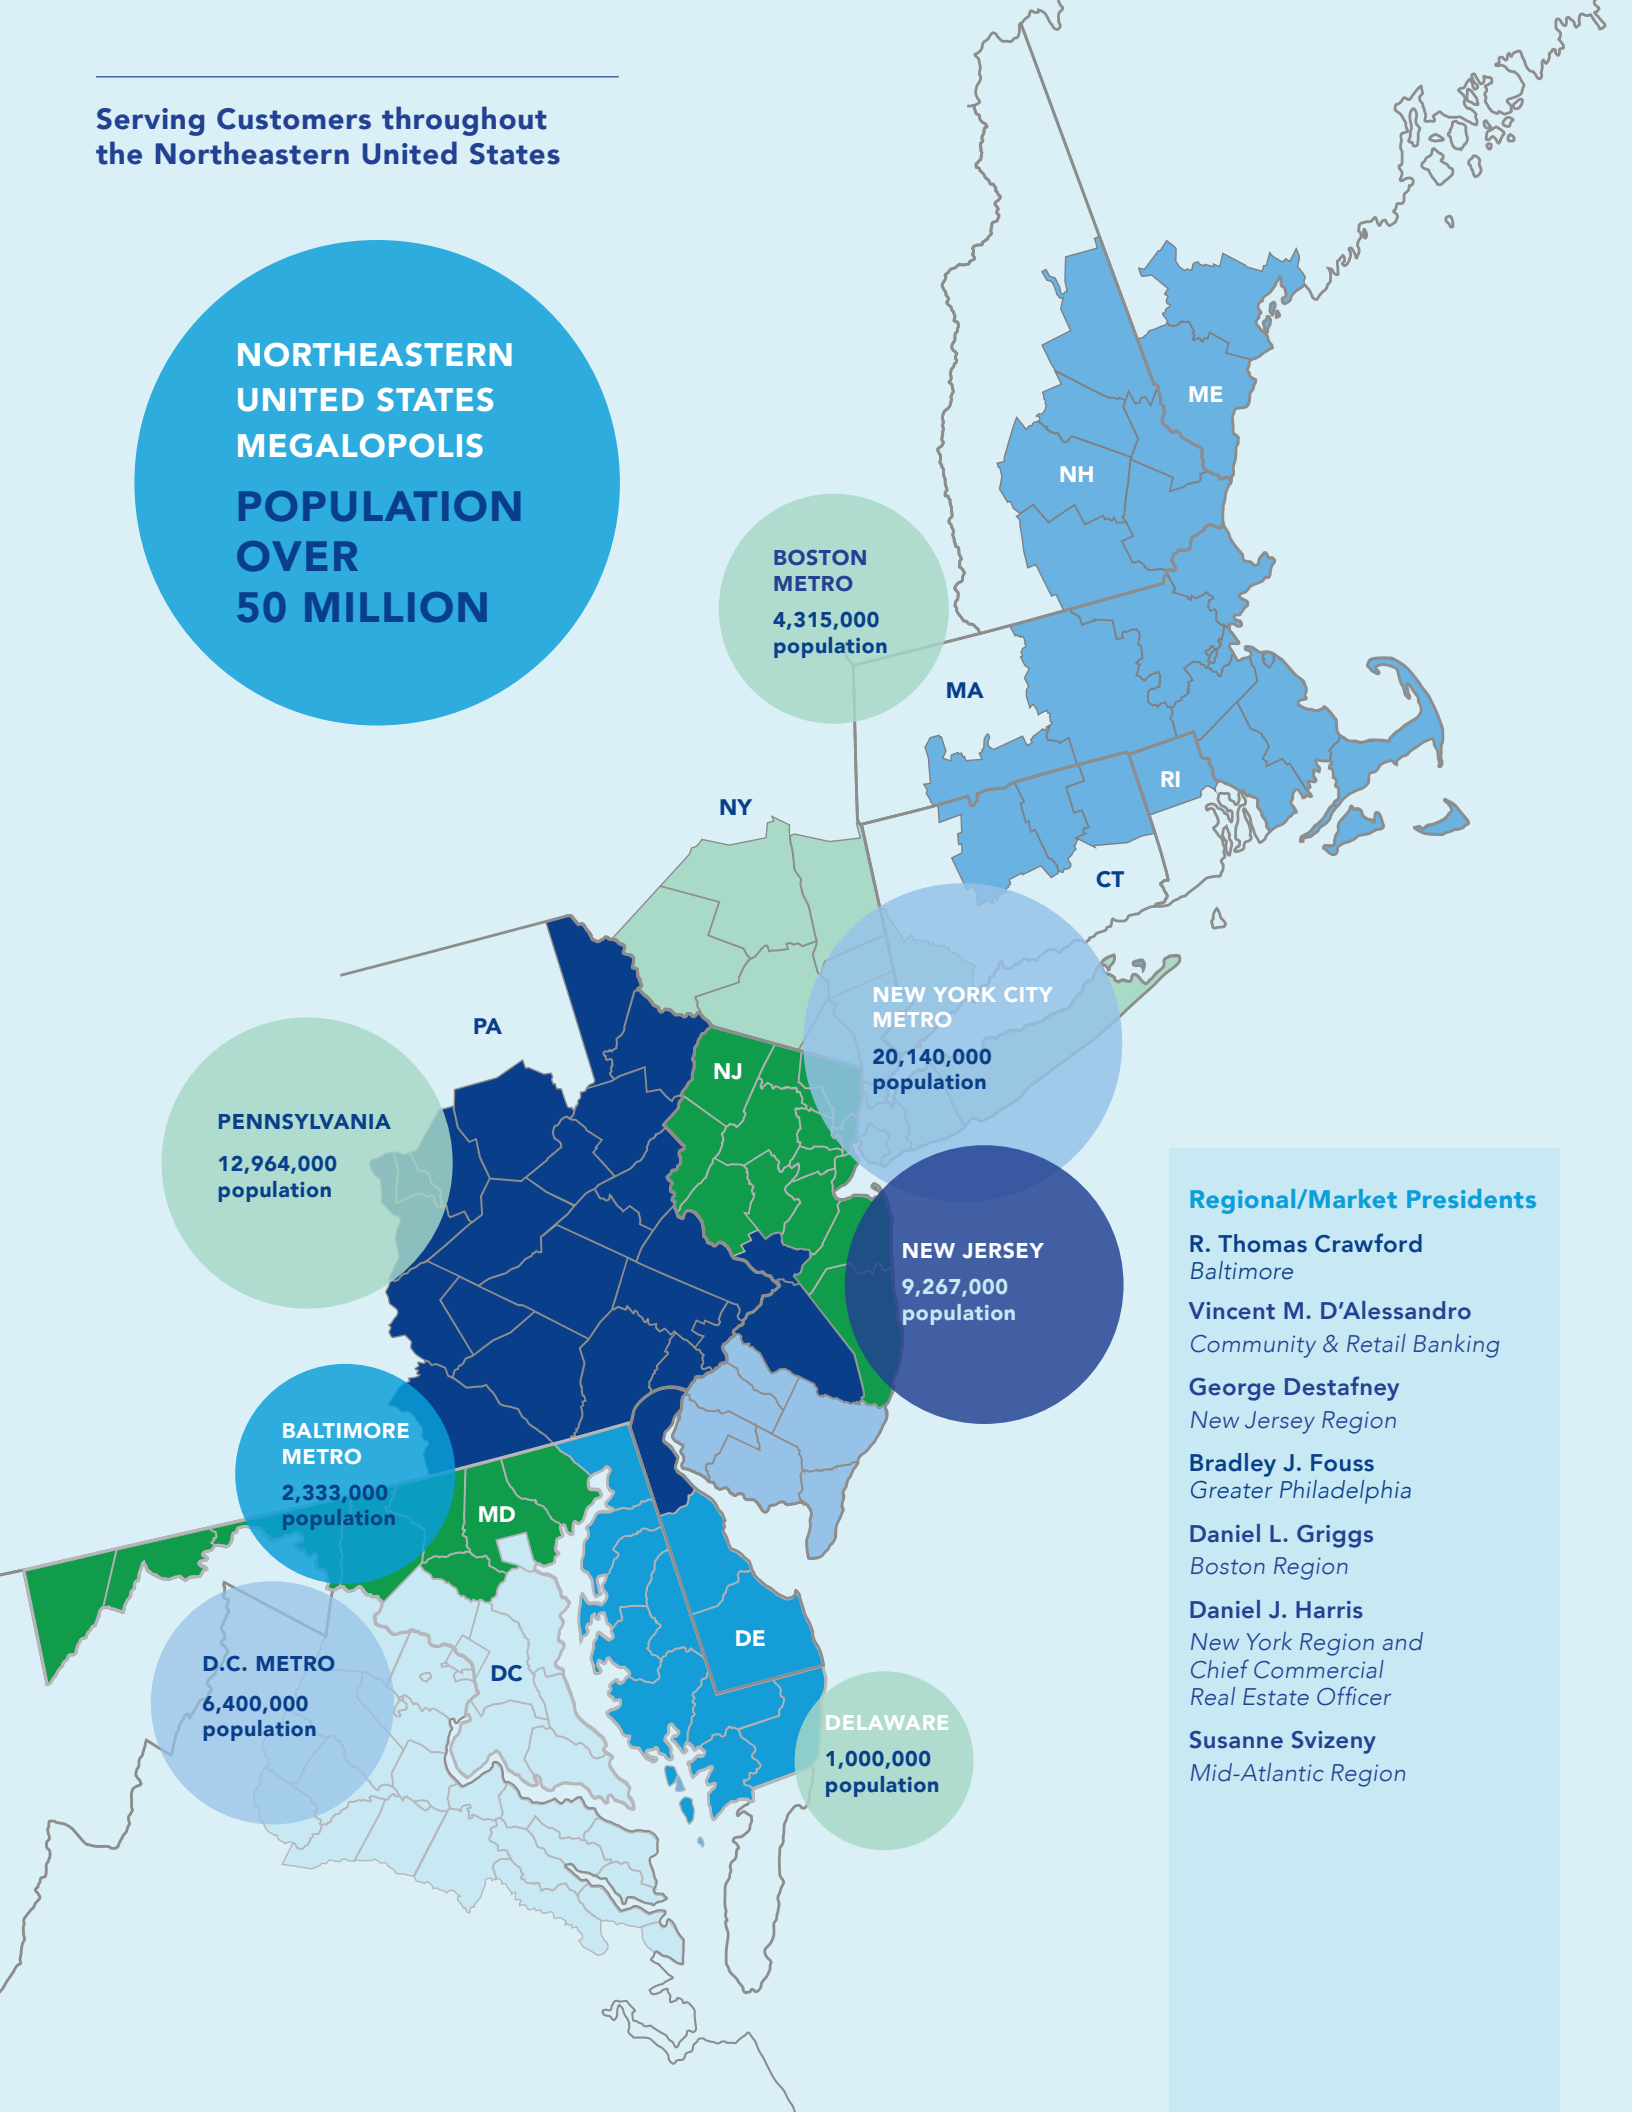 Serving Customers throughout
the Northeastern United States
NORTHEASTERN
UNITED STATES
MEGALOPOLIS
POPULATION
OVER
50 MILLION
ME
NH
BOSTON
METRO
4,315,000
population
MA
RI
NY
CT
PA
NEW YORK CITY
METRO
20,140,000
population
NJ
PENNSYLVANIA
12,964,000
population
NEW JERSEY
9,267,000
population
BALTIMORE
METRO
2,333,000
population
MD
DE
D.C. METRO
6,400,000
population
DC
DELAWARE
1,000,000
population
Regional/Market Presidents
R. Thomas Crawford
Baltimore
Vincent M. D’Alessandro
Community & Retail Banking
George Destafney
New Jersey Region
Bradley J. Fouss
Greater Philadelphia
Daniel L. Griggs
Boston Region
Daniel J. Harris
New York Region and
Chief Commercial
Real Estate Officer
Susanne Svizeny
Mid-Atlantic Region